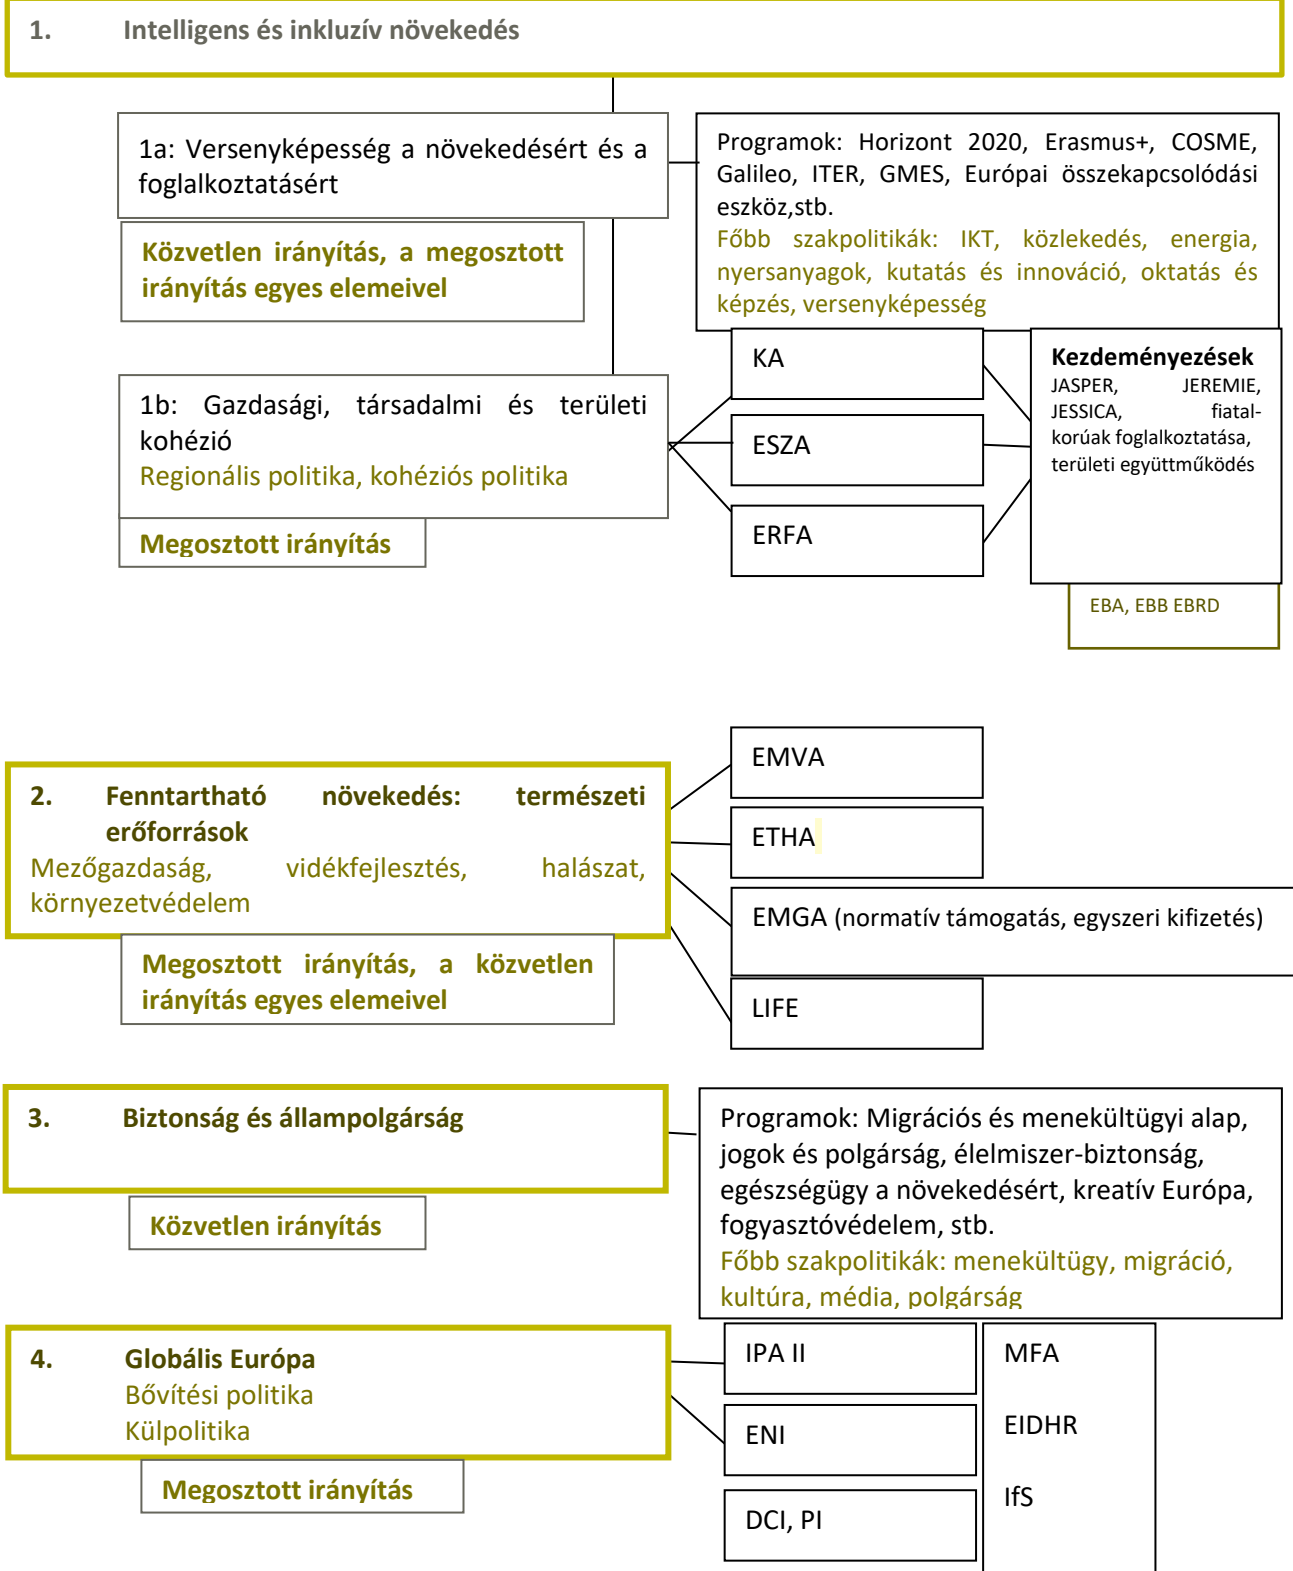 1. Intelligens és inkluzív növekedés
1a: Versenyképesség a növekedésért és a
foglalkoztatásért
Közvetlen irányítás, a megosztott
irányítás egyes elemeivel
Programok: Horizont 2020, Erasmus+, COSME,
Galileo, ITER, GMES, Európai összekapcsolódási
eszköz,stb.
Főbb szakpolitikák: IKT, közlekedés, energia,
nyersanyagok, kutatás és innováció, oktatás és
képzés, versenyképesség
1b: Gazdasági, társadalmi és területi
kohézió
Regionális politika, kohéziós politika
Megosztott irányítás
KA
ESZA
ERFA
Kezdeményezések
JASPER, JEREMIE,
JESSICA, fiatal-
korúak foglalkoztatása,
területi együttműködés
EBA, EBB EBRD
2. Fenntartható növekedés: természeti
erőforrások
Mezőgazdaság, vidékfejlesztés, halászat,
környezetvédelem
Megosztott irányítás, a közvetlen
irányítás egyes elemeivel
EMVA
ETHA
EMGA (normatív támogatás, egyszeri kifizetés)
LIFE
3. Biztonság és állampolgárság
Közvetlen irányítás
Programok: Migrációs és menekültügyi alap,
jogok és polgárság, élelmiszer-biztonság,
egészségügy a növekedésért, kreatív Európa,
fogyasztóvédelem, stb.
Főbb szakpolitikák: menekültügy, migráció,
kultúra, média, polgárság
4. Globális Európa
Bővítési politika
Külpolitika
Megosztott irányítás
IPA II
ENI
DCI, PI
MFA
EIDHR
IfS